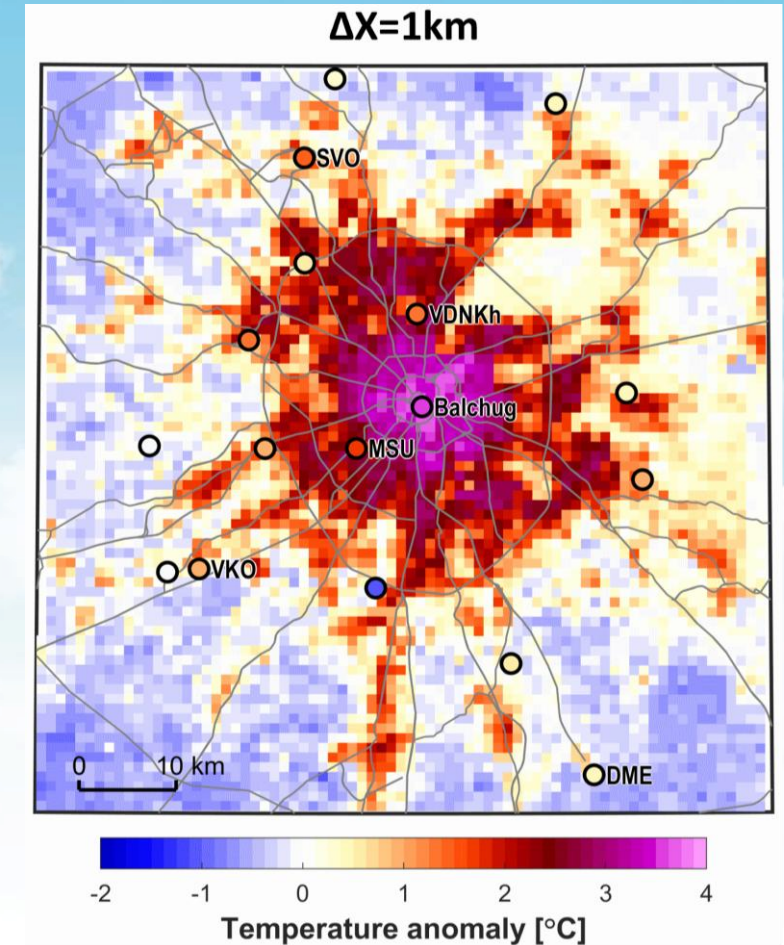 ΔX=1km
SVO
VDNKh
Balchug
MSU
VKO
0 10 km
DME
-2 -1 0 1 2 3 4
Temperature anomaly [°C]